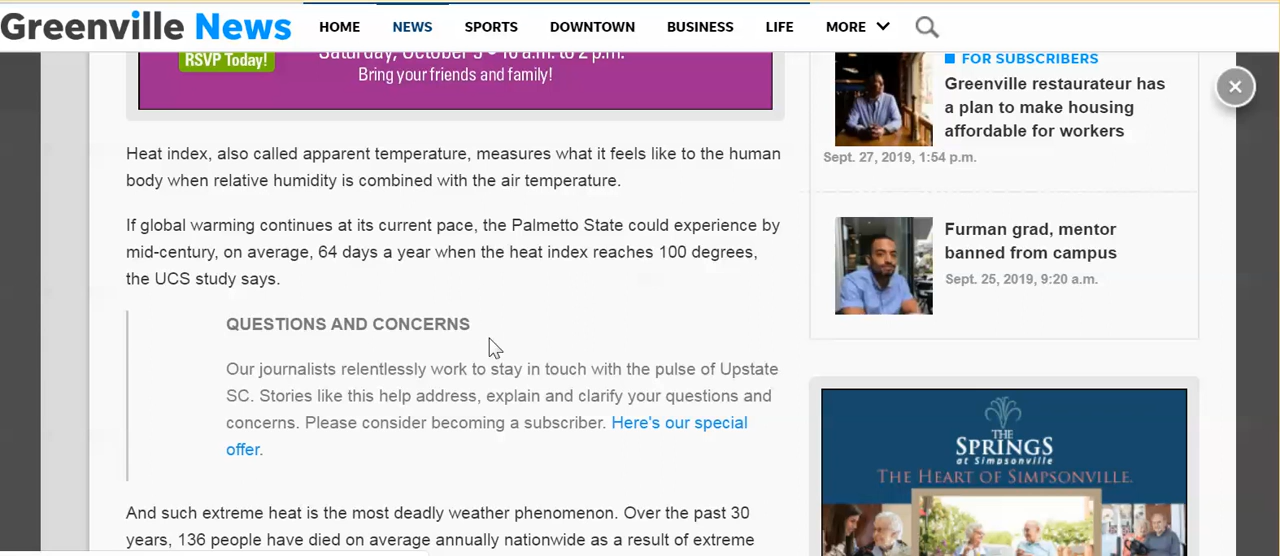 Greenville News
HOME NEWS SPORTS DOWNTOWN BUSINESS LIFE MORE
RSVP Today!
Saturday, October 5 • 10 a.m. to 2 p.m.
Bring your friends and family!
Heat index, also called apparent temperature, measures what it feels like to the human
body when relative humidity is combined with the air temperature.
If global warming continues at its current pace, the Palmetto State could experience by
mid-century, on average, 64 days a year when the heat index reaches 100 degrees,
the UCS study says.
QUESTIONS AND CONCERNS
Our journalists relentlessly work to stay in touch with the pulse of Upstate
SC. Stories like this help address, explain and clarify your questions and
concerns. Please consider becoming a subscriber. Here's our special
offer.
And such extreme heat is the most deadly weather phenomenon. Over the past 30
years, 136 people have died on average annually nationwide as a result of extreme
FOR SUBSCRIBERS
Greenville restaurateur has
a plan to make housing
affordable for workers
Sept. 27, 2019, 1:54 p.m.
Furman grad, mentor
banned from campus
Sept. 25, 2019, 9:20 a.m.
THE
SPRINGS
at Simpsonville
THE HEART OF SIMPSONVILLE.